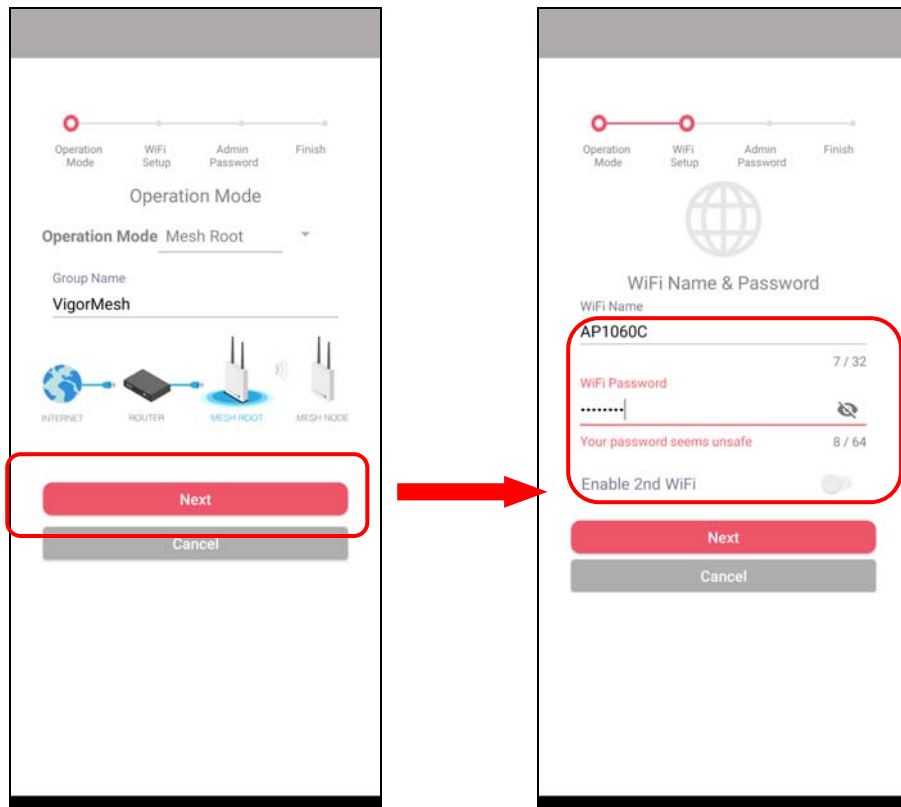 Operation Mode
WiFi Setup
Admin Password
Finish
Operation Mode
Operation Mode Mesh Root
Group Name
VigorMesh
INTERNET ROUTER MESH ROOT MESH NODE
Next
Cancel
Operation Mode
WiFi Setup
Admin Password
Finish
WiFi Name & Password
WiFi Name
AP1060C
7 / 32
WiFi Password
••••••••
Your password seems unsafe 8 / 64
Enable 2nd WiFi
Next
Cancel